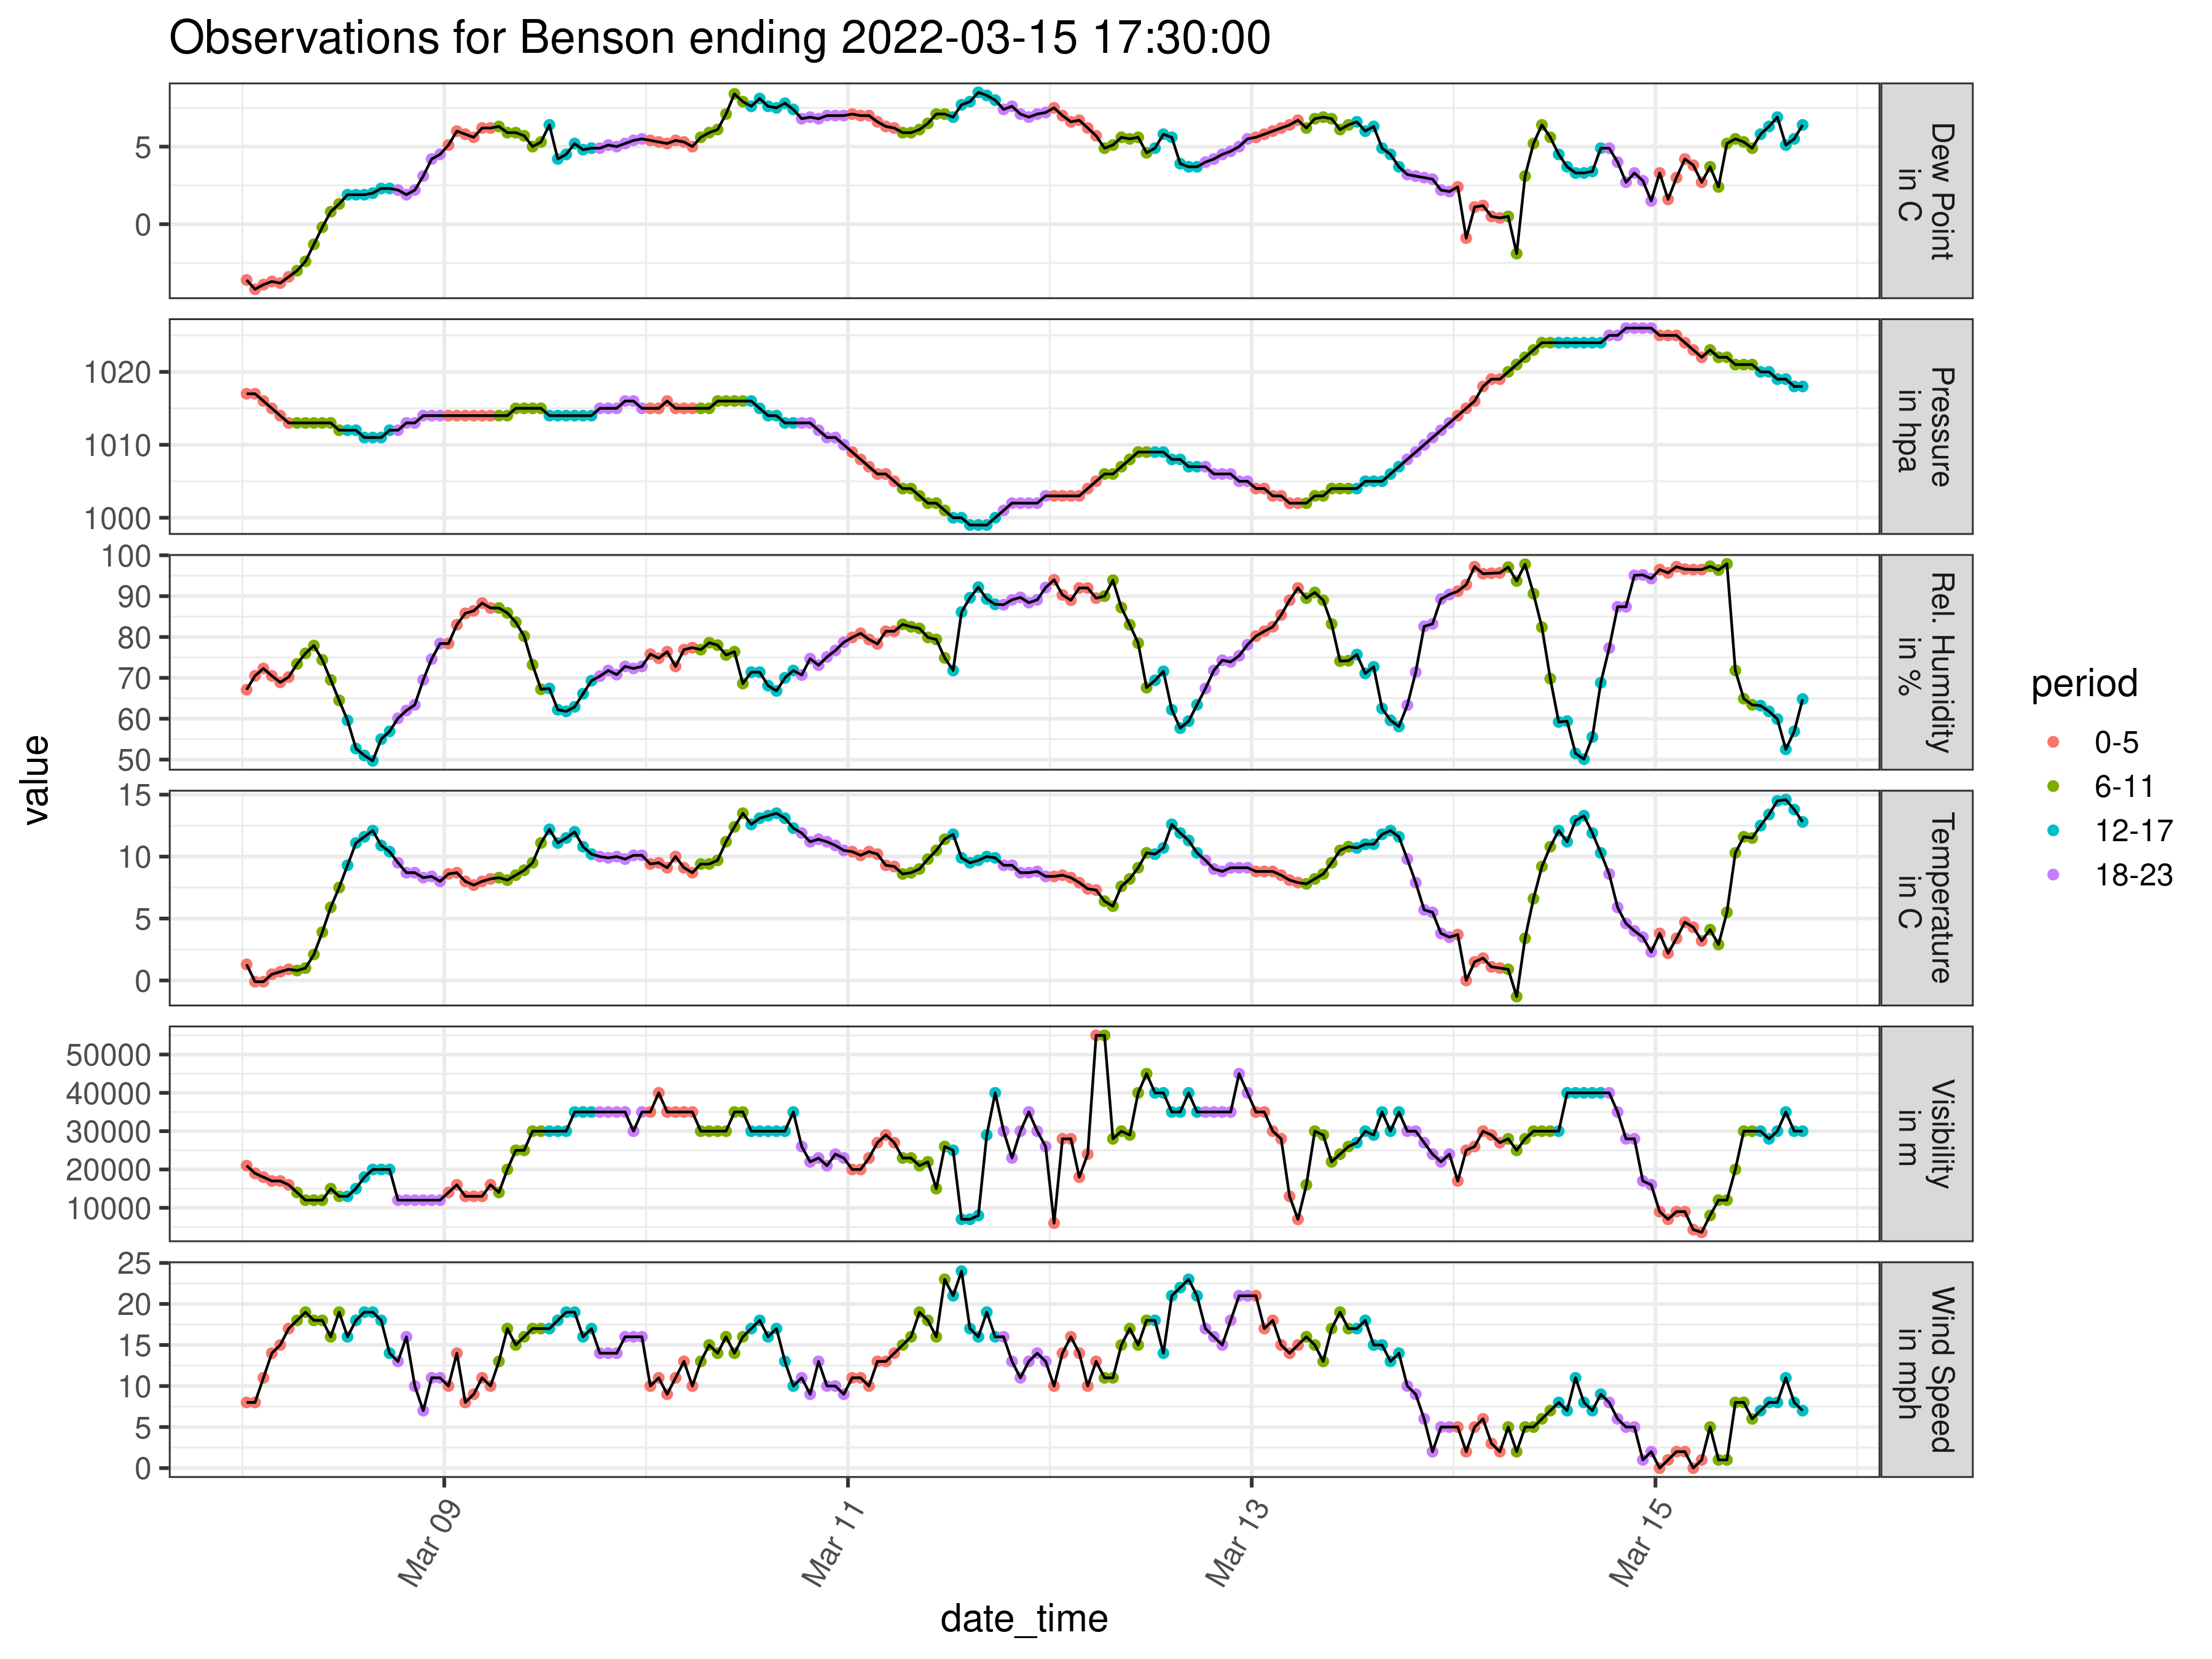 Observations for Benson ending 2022-03-15 17:30:00
value
5
0
Dew Point
in C
1020
1010
1000
Pressure
in hpa
100
90
80
70
60
50
Rel. Humidity
in %
15
10
5
0
Temperature
in C
50000
40000
30000
20000
10000
Visibility
in m
25
20
15
10
5
0
Wind Speed
in mph
Mar 09
Mar 11
Mar 13
Mar 15
date_time
period
0-5
6-11
12-17
18-23